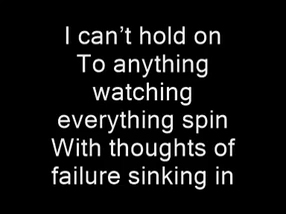 I can't hold on
To anything
watching
everything spin
With thoughts of
failure sinking in